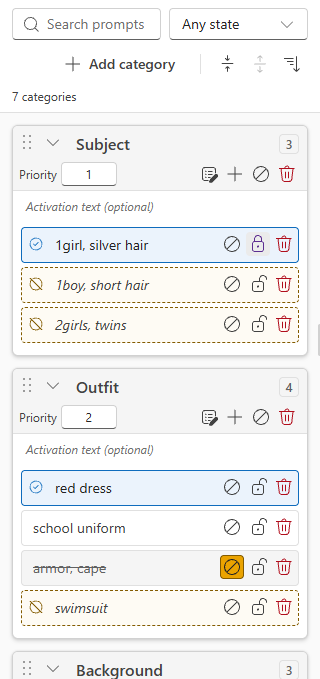 Search prompts
Any state
Add category
7 categories
Subject
3
Priority
1
Activation text (optional)
1girl, silver hair
1boy, short hair
2girls, twins
Outfit
4
Priority
2
Activation text (optional)
red dress
school uniform
armor, cape
swimsuit
Background
3